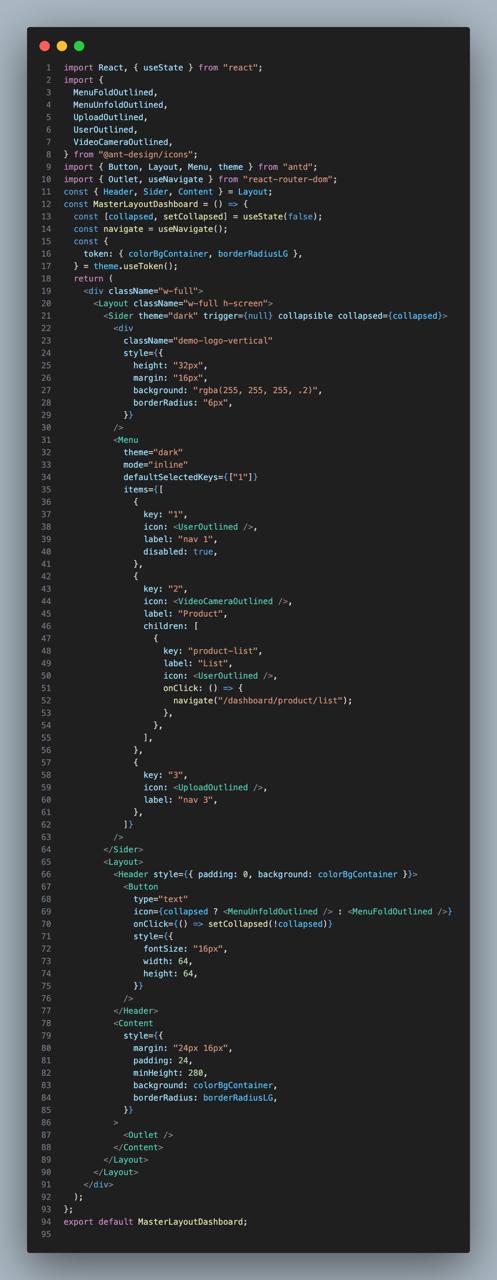 1 import React, { useState } from "react";
2 import {
3   MenuFoldOutlined,
4   MenuUnfoldOutlined,
5   UploadOutlined,
6   UserOutlined,
7   VideoCameraOutlined,
8 } from "@ant-design/icons";
9 import { Button, Layout, Menu, theme } from "antd";
10 import { Outlet, useNavigate } from "react-router-dom";
11 const { Header, Sider, Content } = Layout;
12 const MasterLayoutDashboard = () => {
13   const [collapsed, setCollapsed] = useState(false);
14   const navigate = useNavigate();
15   const {
16     token: { colorBgContainer, borderRadiusLG },
17   } = theme.useToken();
18   return (
19     <div className="w-full">
20       <Layout className="w-full h-screen">
21         <Sider theme="dark" trigger={null} collapsible collapsed={collapsed}>
22           <div
23             className="demo-logo-vertical"
24             style={{
25               height: "32px",
26               margin: "16px",
27               background: "rgba(255, 255, 255, .2)",
28               borderRadius: "6px",
29             }}
30           />
31           <Menu
32             theme="dark"
33             mode="inline"
34             defaultSelectedKeys={["1"]}
35             items={[
36               {
37                 key: "1",
38                 icon: <UserOutlined />,
39                 label: "nav 1",
40                 disabled: true,
41               },
42               {
43                 key: "2",
44                 icon: <VideoCameraOutlined />,
45                 label: "Product",
46                 children: [
47                   {
48                     key: "product-list",
49                     label: "List",
50                     icon: <UserOutlined />,
51                     onClick: () => {
52                       navigate("/dashboard/product/list");
53                     },
54                   },
55                 ],
56               },
57               {
58                 key: "3",
59                 icon: <UploadOutlined />,
60                 label: "nav 3",
61               },
62             ]}
63           />
64         </Sider>
65         <Layout>
66           <Header style={{ padding: 0, background: colorBgContainer }}>
67             <Button
68               type="text"
69               icon={collapsed ? <MenuUnfoldOutlined /> : <MenuFoldOutlined />}
70               onClick={() => setCollapsed(!collapsed)}
71               style={{
72                 fontSize: "16px",
73                 width: 64,
74                 height: 64,
75               }}
76             />
77           </Header>
78           <Content
79             style={{
80               margin: "24px 16px",
81               padding: 24,
82               minHeight: 280,
83               background: colorBgContainer,
84               borderRadius: borderRadiusLG,
85             }}
86           >
87             <Outlet />
88           </Content>
89         </Layout>
90       </Layout>
91     </div>
92   );
93 };
94 export default MasterLayoutDashboard;
95